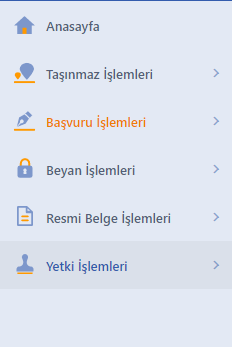 Anasayfa
Taşınmaz İşlemleri
Başvuru İşlemleri
Beyan İşlemleri
Resmi Belge İşlemleri
Yetki İşlemleri